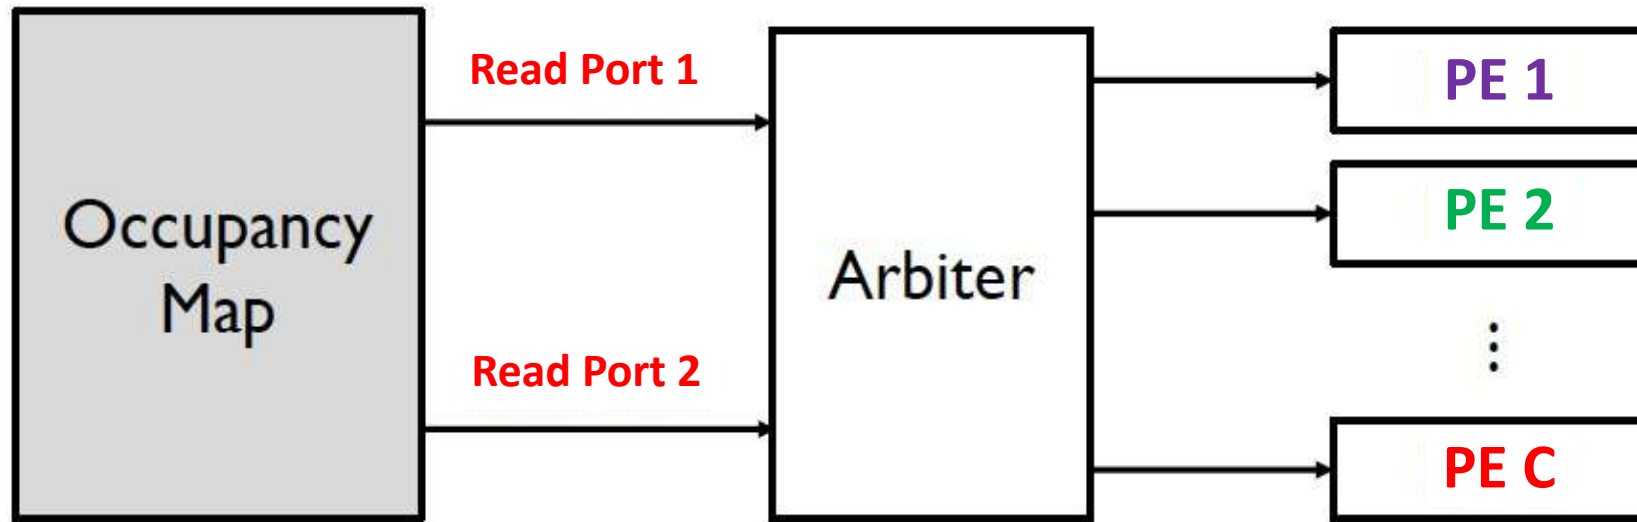 Occupancy
Map
Read Port 1
Read Port 2
Arbiter
PE 1
PE 2
⋮
PE C